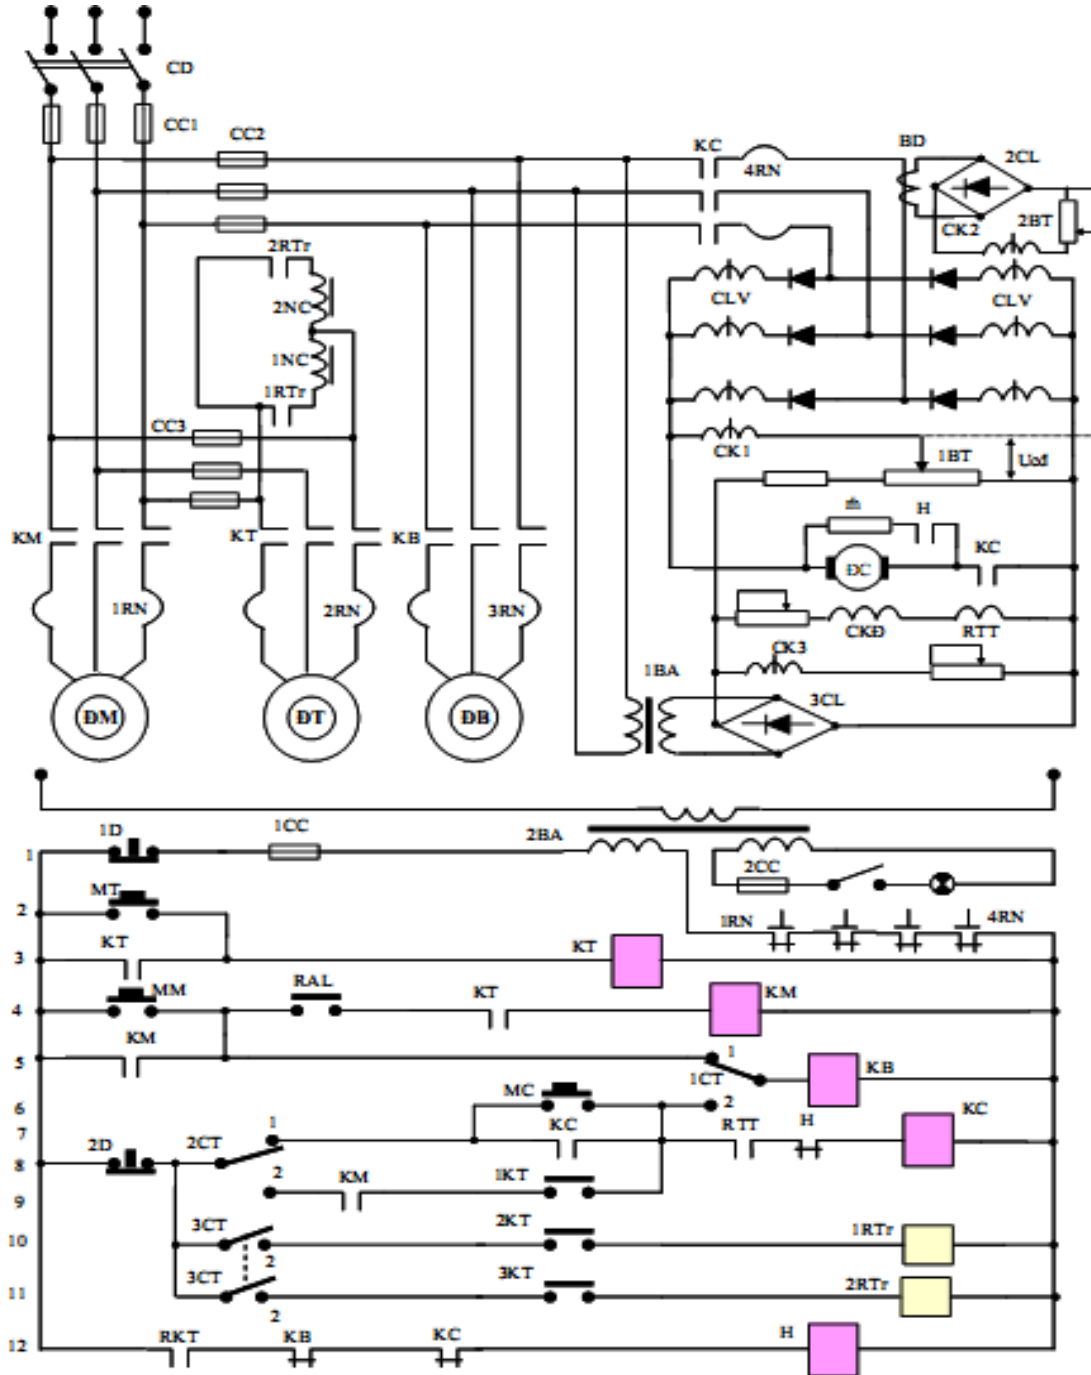 CD
CC1
CC2
KC
4RN
BD
2CL
CK2
2BT
2RTr
2NC
1NC
1RTr
CLV
CLV
CC3
CK1
1BT
Ucđ
rh
H
KC
ĐC
KM
KT
KB
1RN
2RN
3RN
CKĐ
RTT
CK3
1BA
3CL
ĐM
ĐT
ĐB
1
1D
1CC
2BA
2CC
2
MT
1RN
4RN
3
KT
KT
4
MM
RAL
KT
KM
5
KM
1
1CT
2
KB
6
MC
7
1
KC
RTT
H
KC
8
2D
2CT
9
2
KM
1KT
10
3CT
2
2KT
1RTr
11
3CT
2
3KT
2RTr
12
RKT
KB
KC
H